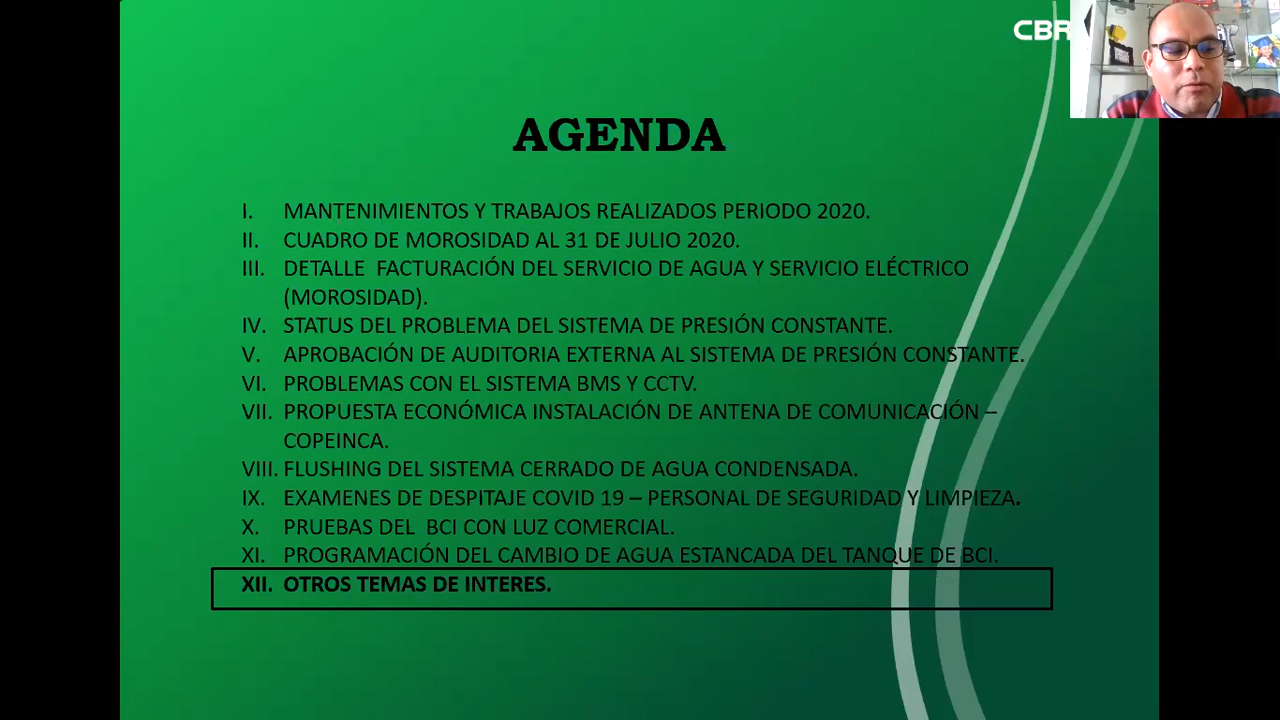 CBR
AGENDA
I. MANTENIMIENTOS Y TRABAJOS REALIZADOS PERIODO 2020.
II. CUADRO DE MOROSIDAD AL 31 DE JULIO 2020.
III. DETALLE FACTURACIÓN DEL SERVICIO DE AGUA Y SERVICIO ELÉCTRICO
(MOROSIDAD).
IV. STATUS DEL PROBLEMA DEL SISTEMA DE PRESIÓN CONSTANTE.
V. APROBACIÓN DE AUDITORIA EXTERNA AL SISTEMA DE PRESIÓN CONSTANTE.
VI. PROBLEMAS CON EL SISTEMA BMS Y CCTV.
VII. PROPUESTA ECONÓMICA INSTALACIÓN DE ANTENA DE COMUNICACIÓN –
COPEINCA.
VIII. FLUSHING DEL SISTEMA CERRADO DE AGUA CONDENSADA.
IX. EXAMENES DE DESPITAJE COVID 19 – PERSONAL DE SEGURIDAD Y LIMPIEZA.
X. PRUEBAS DEL BCI CON LUZ COMERCIAL.
XI. PROGRAMACIÓN DEL CAMBIO DE AGUA ESTANCADA DEL TANQUE DE BCI.
XII. OTROS TEMAS DE INTERES.